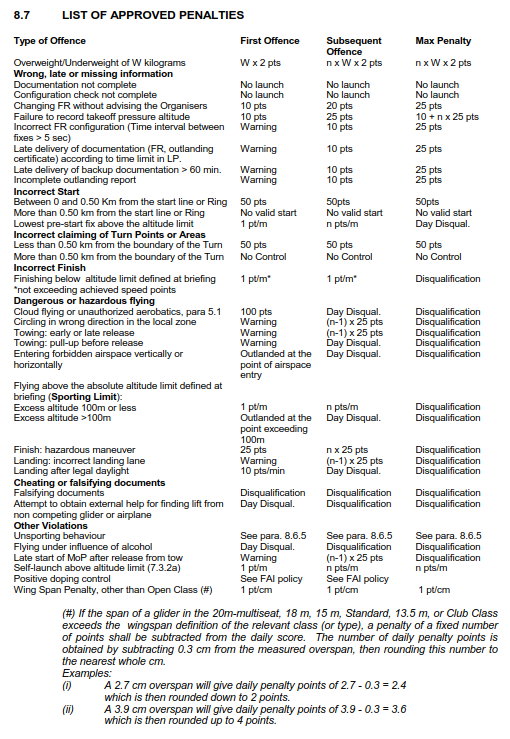 8.7 LIST OF APPROVED PENALTIES
Type of Offence First Offence Subsequent Offence Max Penalty
Overweight/Underweight of W kilograms W x 2 pts n x W x 2 pts n x W x 2 pts
Wrong, late or missing information
Documentation not complete No launch No launch No launch
Configuration check not complete No launch No launch No launch
Changing FR without advising the Organisers 10 pts 20 pts 25 pts
Failure to record takeoff pressure altitude 10 pts 25 pts 10 + n x 25 pts
Incorrect FR configuration (Time interval between Warning 10 pts 25 pts
fixes > 5 sec)
Late delivery of documentation (FR, outlanding Warning 10 pts 25 pts
certificate) according to time limit in LP.
Late delivery of backup documentation > 60 min. Warning 10 pts 25 pts
Incomplete outlanding report Warning 10 pts 25 pts
Incorrect Start
Between 0 and 0.50 Km from the start line or Ring 50 pts 50pts 50pts
More than 0.50 km from the start line or Ring No valid start No valid start No valid start
Lowest pre-start fix above the altitude limit 1 pt/m n pts/m Day Disqual.
Incorrect claiming of Turn Points or Areas
Less than 0.50 km from the boundary of the Turn 50 pts 50 pts 50 pts
More than 0.50 km from the boundary of the Turn No Control No Control No Control
Incorrect Finish
Finishing below altitude limit defined at briefing 1 pt/m* 1 pt/m* Disqualification
*not exceeding achieved speed points
Dangerous or hazardous flying
Cloud flying or unauthorized aerobatics, para 5.1 100 pts Day Disqual. Disqualification
Circling in wrong direction in the local zone Warning (n-1) x 25 pts Disqualification
Towing: early or late release Warning (n-1) x 25 pts Disqualification
Towing: pull-up before release Warning Day Disqual. Disqualification
Entering forbidden airspace vertically or Outlanded at the Day Disqual. Disqualification
horizontally point of airspace
entry
Flying above the absolute altitude limit defined at
briefing (Sporting Limit):
Excess altitude 100m or less 1 pt/m n pts/m Disqualification
Excess altitude >100m Outlanded at the Day Disqual. Disqualification
point exceeding
100m
Finish: hazardous maneuver 25 pts n x 25 pts Disqualification
Landing: incorrect landing lane Warning (n-1) x 25 pts Disqualification
Landing after legal daylight 10 pts/min Day Disqual. Disqualification
Cheating or falsifying documents
Falsifying documents Disqualification Disqualification Disqualification
Attempt to obtain external help for finding lift from Day Disqual. Disqualification Disqualification
non competing glider or airplane
Other Violations
Unsporting behaviour See para. 8.6.5 See para. 8.6.5 See para. 8.6.5
Flying under influence of alcohol Day Disqual. Disqualification Disqualification
Late start of MoP after release from tow Warning (n-1) x 25 pts Disqualification
Self-launch above altitude limit (7.3.2a) 1 pt/m n pts/m n pts/m
Positive doping control See FAI policy See FAI policy
Wing Span Penalty, other than Open Class (#) 1 pt/cm 1 pt/cm 1 pt/cm
(#) If the span of a glider in the 20m-multiseat, 18 m, 15 m, Standard, 13.5 m, or Club Class
exceeds the wingspan definition of the relevant class (or type), a penalty of a fixed number
of points shall be subtracted from the daily score. The number of daily penalty points is
obtained by subtracting 0.3 cm from the measured overspan, then rounding this number to
the nearest whole cm.
Examples:
(i) A 2.7 cm overspan will give daily penalty points of 2.7 - 0.3 = 2.4
which is then rounded down to 2 points.
(ii) A 3.9 cm overspan will give daily penalty points of 3.9 - 0.3 = 3.6
which is then rounded up to 4 points.